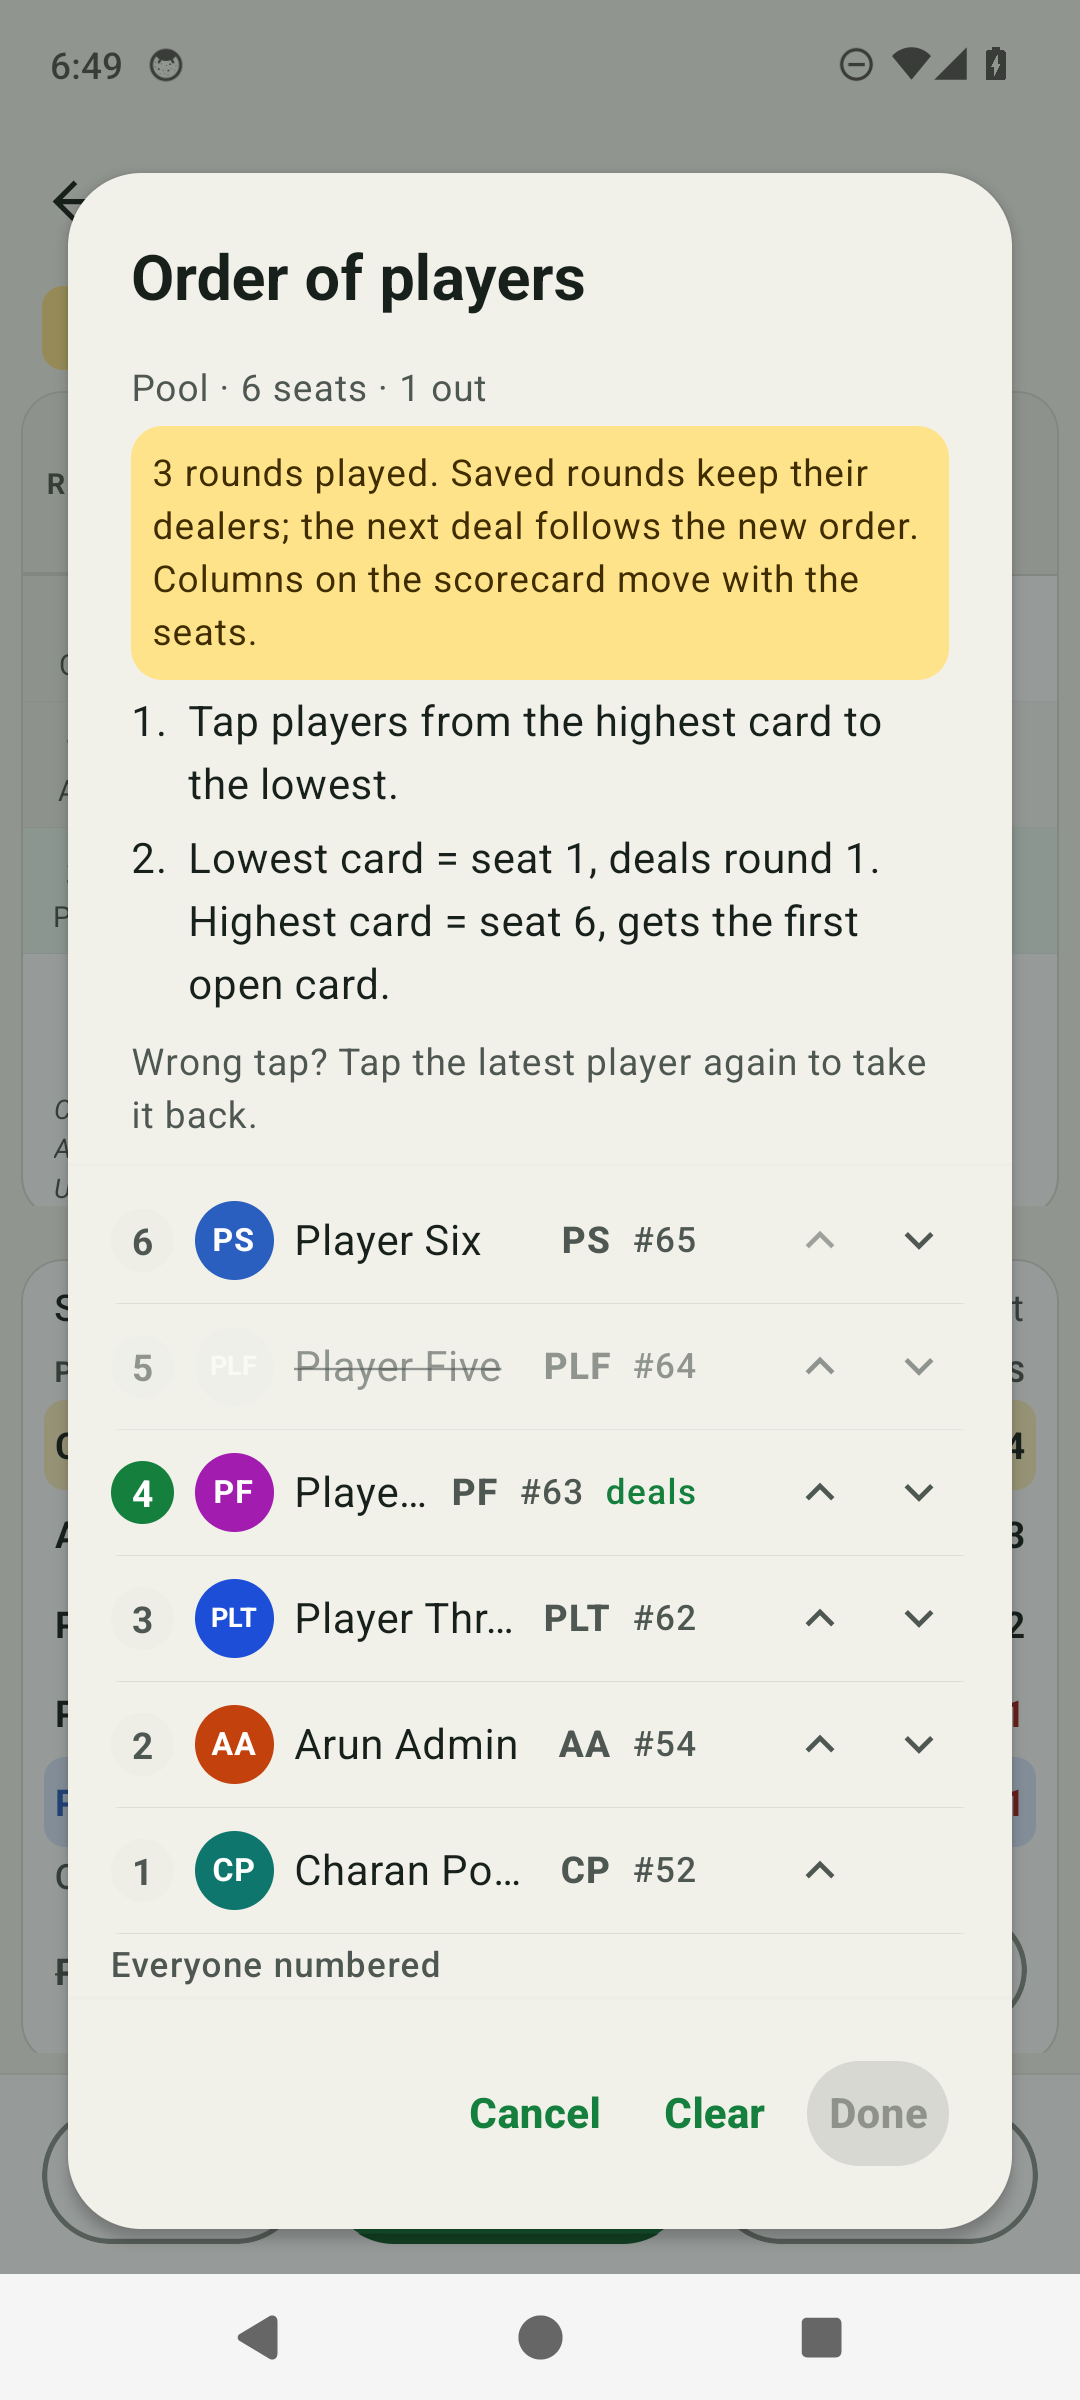 6:49
Order of players
Pool · 6 seats · 1 out
3 rounds played. Saved rounds keep their
dealers; the next deal follows the new order.
Columns on the scorecard move with the
seats.
1. Tap players from the highest card to
the lowest.
2. Lowest card = seat 1, deals round 1.
Highest card = seat 6, gets the first
open card.
Wrong tap? Tap the latest player again to take
it back.
6 PS Player Six PS #65
5 PLF Player Five PLF #64
4 PF Playe... PF #63 deals
3 PLT Player Thr... PLT #62
2 AA Arun Admin AA #54
1 CP Charan Po... CP #52
Everyone numbered
Cancel Clear Done